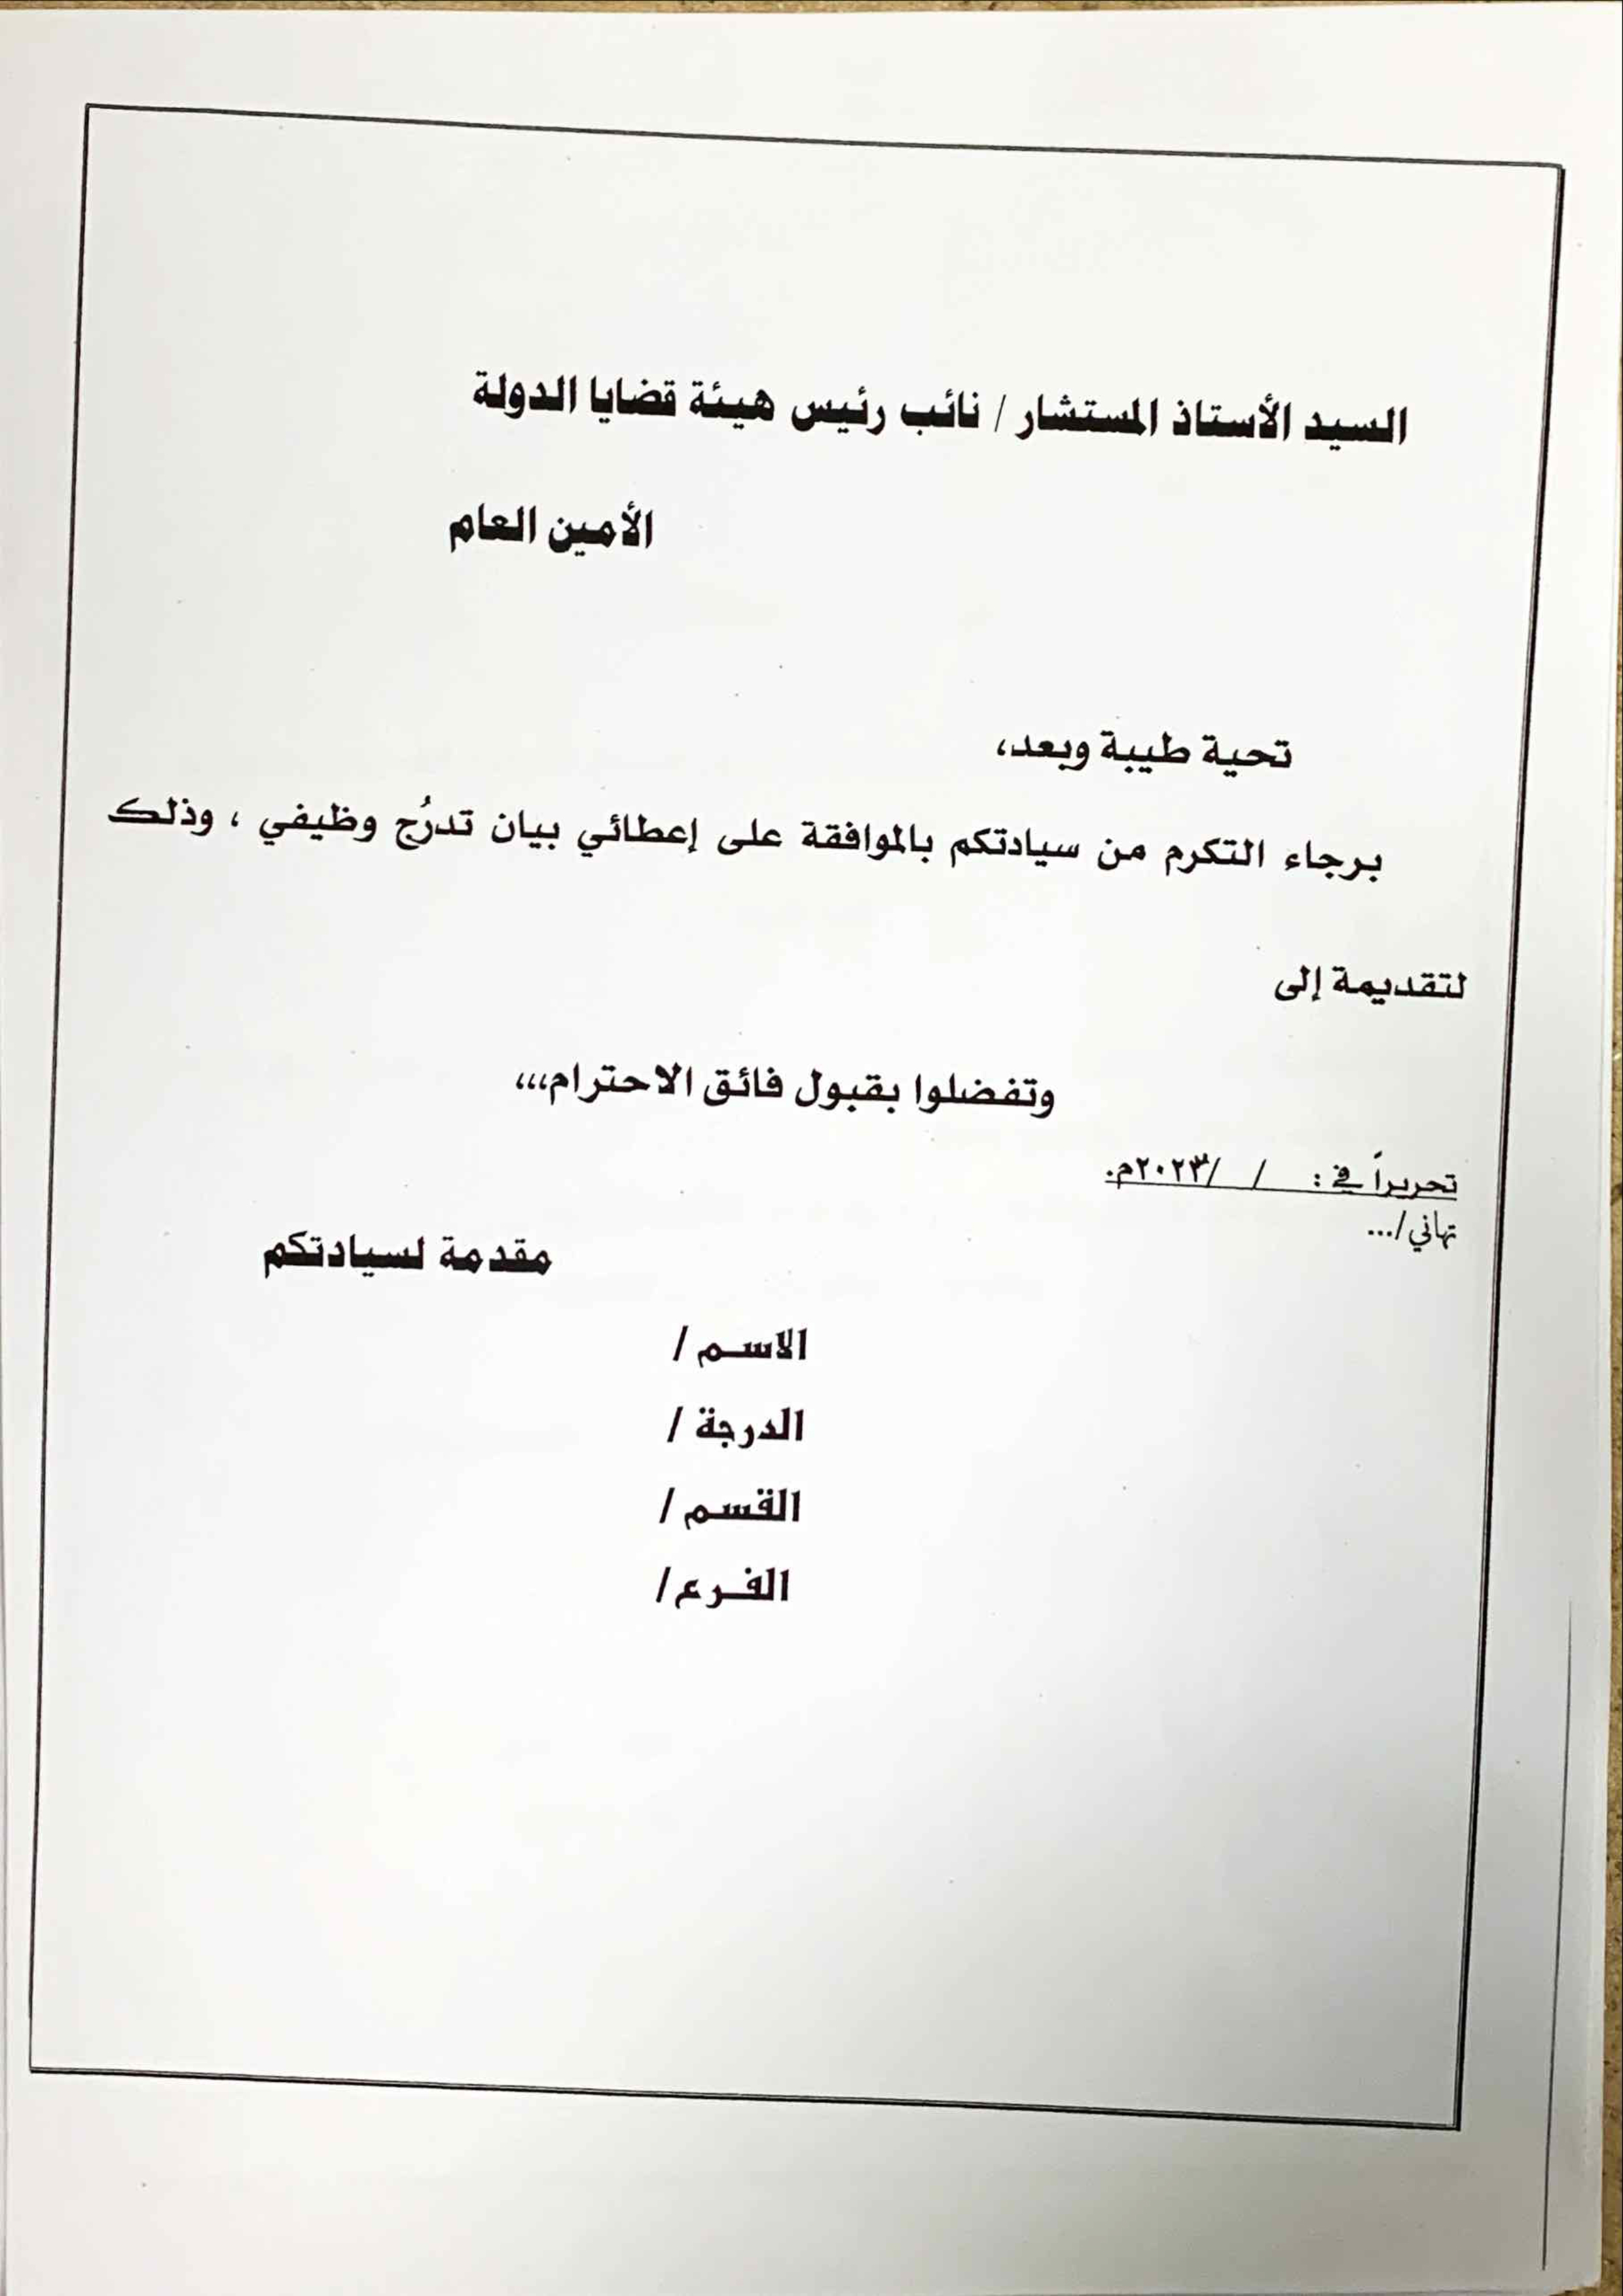 السيد الأستاذ المستشار / نائب رئيس هيئة قضايا الدولة
الأمين العام
تحية طيبة وبعد،
برجاء التكرم من سيادتكم بالموافقة على إعطائي بيان تدرُج وظيفي ، وذلك
لتقديمة إلى
وتفضلوا بقبول فائق الاحترام،،،
تحريراً في : / /٢٠٢٣م.
تهاني/...
مقدمة لسيادتكم
الاسم /
الدرجة /
القسم /
الفرع/